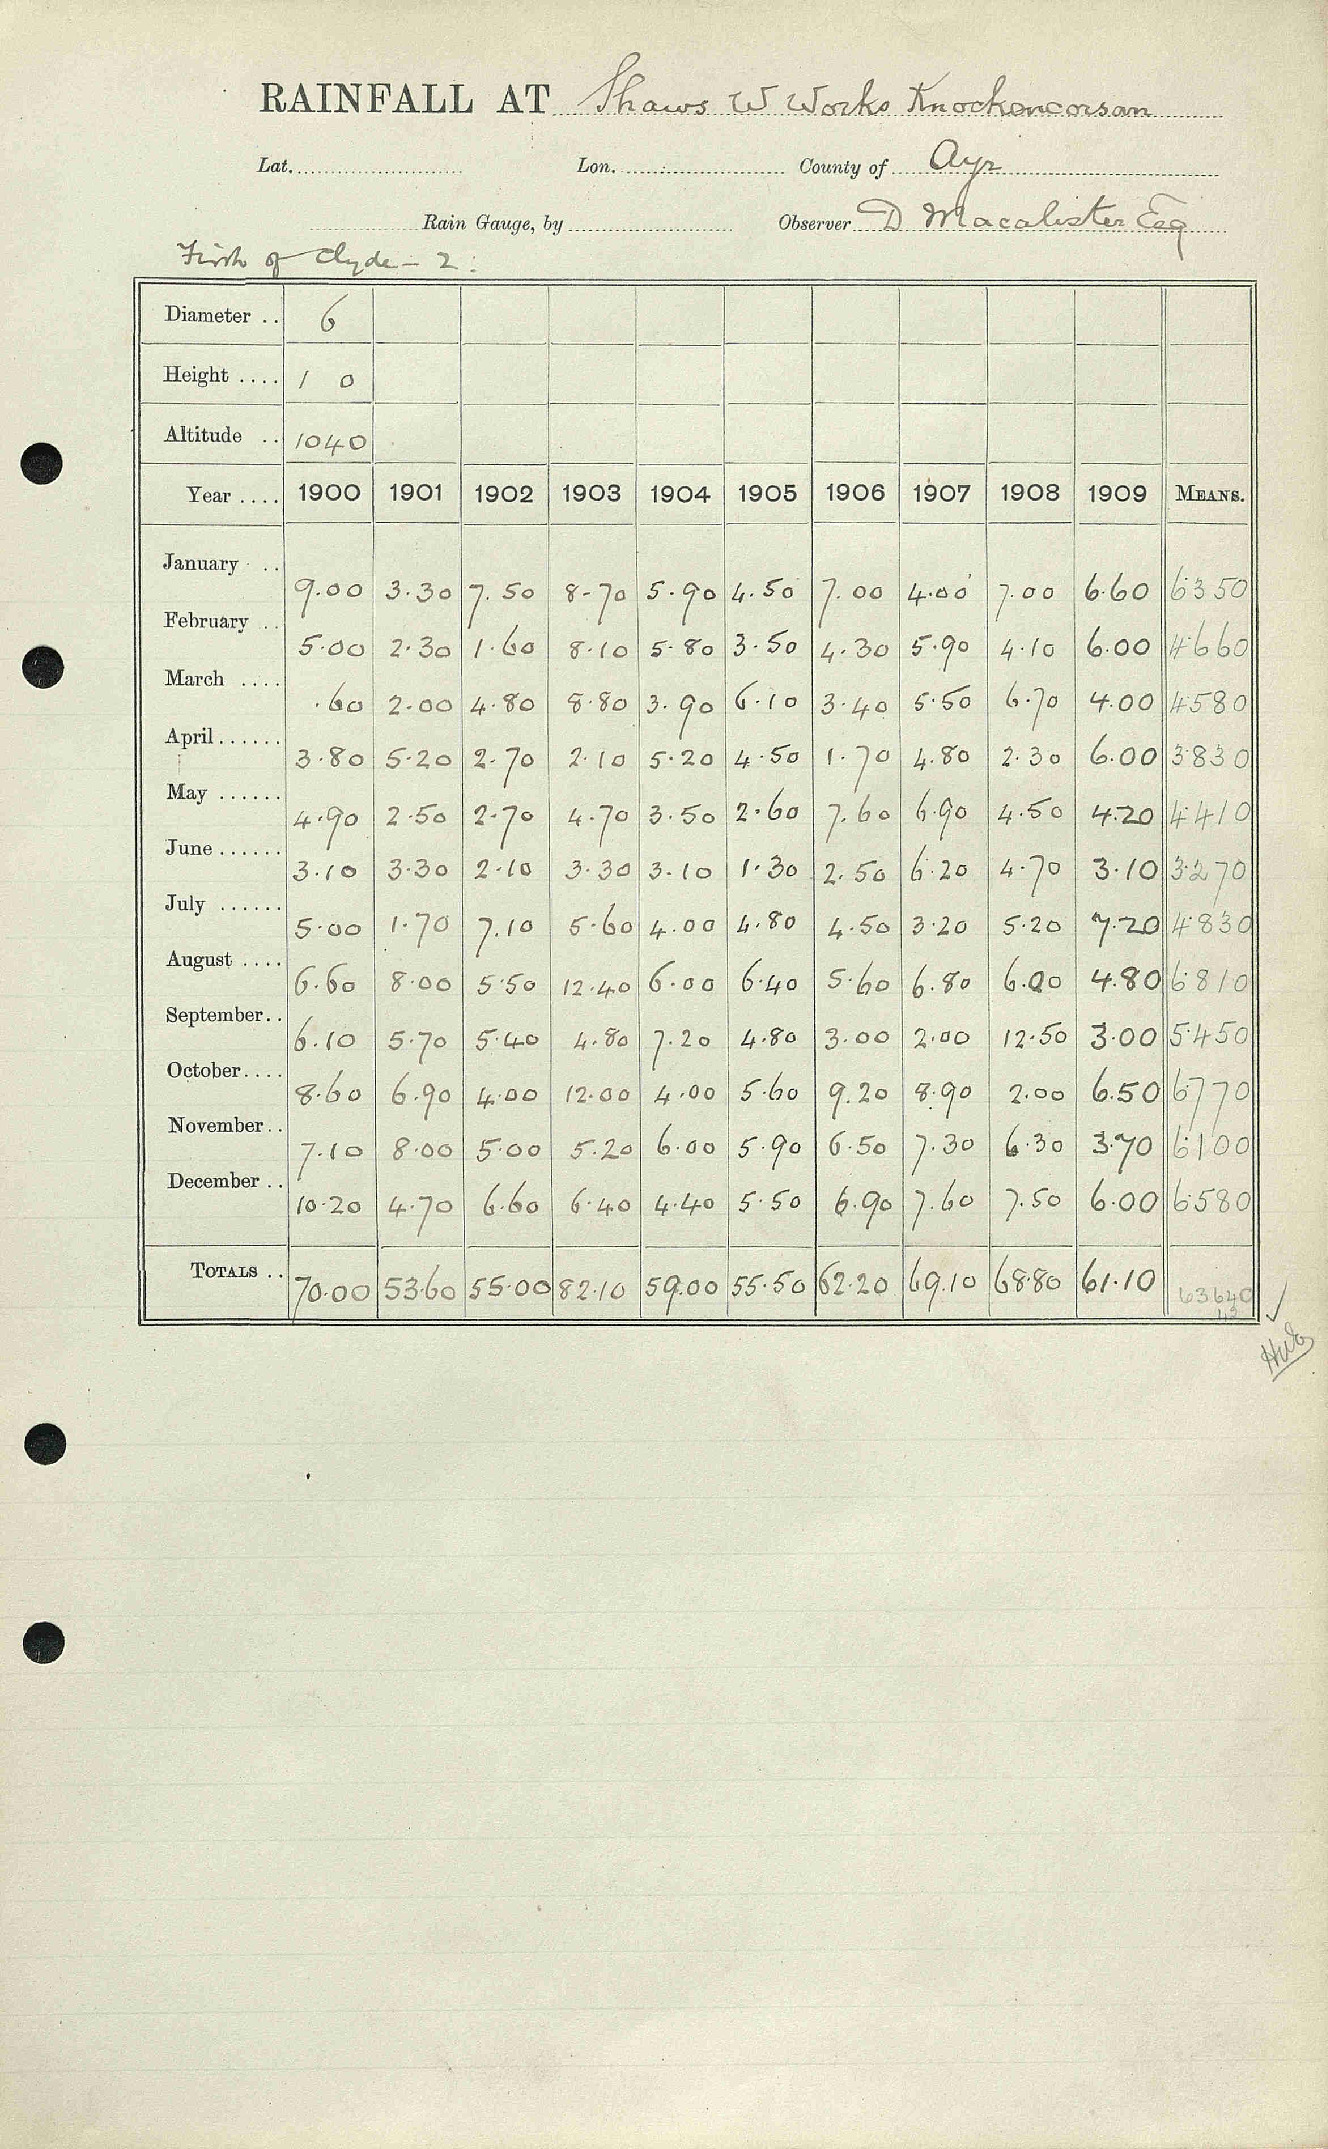 RAINFALL AT Shaws W Works Knockencorsan
Lat. Lon. County of Ayr
Rain Gauge, by Observer D Macalister Esq
Firth of Clyde - 2.
Diameter .. 6
Height .... 1 0
Altitude .. 1040
Year .... 1900 1901 1902 1903 1904 1905 1906 1907 1908 1909 MEANS.
January .. 9.00 3.30 7.50 8.70 5.90 4.50 7.00 4.00 7.00 6.60 6350
February .. 5.00 2.30 1.60 8.10 5.80 3.50 4.30 5.90 4.10 6.00 4660
March .... .60 2.00 4.80 8.80 3.90 6.10 3.40 5.50 6.70 4.00 4580
April...... 3.80 5.20 2.70 2.10 5.20 4.50 1.70 4.80 2.30 6.00 3830
May ...... 4.90 2.50 2.70 4.70 3.50 2.60 7.60 6.90 4.50 4.20 4410
June...... 3.10 3.30 2.10 3.30 3.10 1.30 2.50 6.20 4.70 3.10 3270
July ...... 5.00 1.70 7.10 5.60 4.00 4.80 4.50 3.20 5.20 7.20 4830
August .... 6.60 8.00 5.50 12.40 6.00 6.40 5.60 6.80 6.00 4.80 6810
September.. 6.10 5.70 5.40 4.80 7.20 4.80 3.00 2.00 12.50 3.00 5450
October.... 8.60 6.90 4.00 12.00 4.00 5.60 9.20 8.90 2.00 6.50 6770
November.. 7.10 8.00 5.00 5.20 6.00 5.90 6.50 7.30 6.30 3.70 6100
December .. 10.20 4.70 6.60 6.40 4.40 5.50 6.90 7.60 7.50 6.00 6580
TOTALS .. 70.00 53.60 55.00 82.10 59.00 55.50 62.20 69.10 68.80 61.10 63640